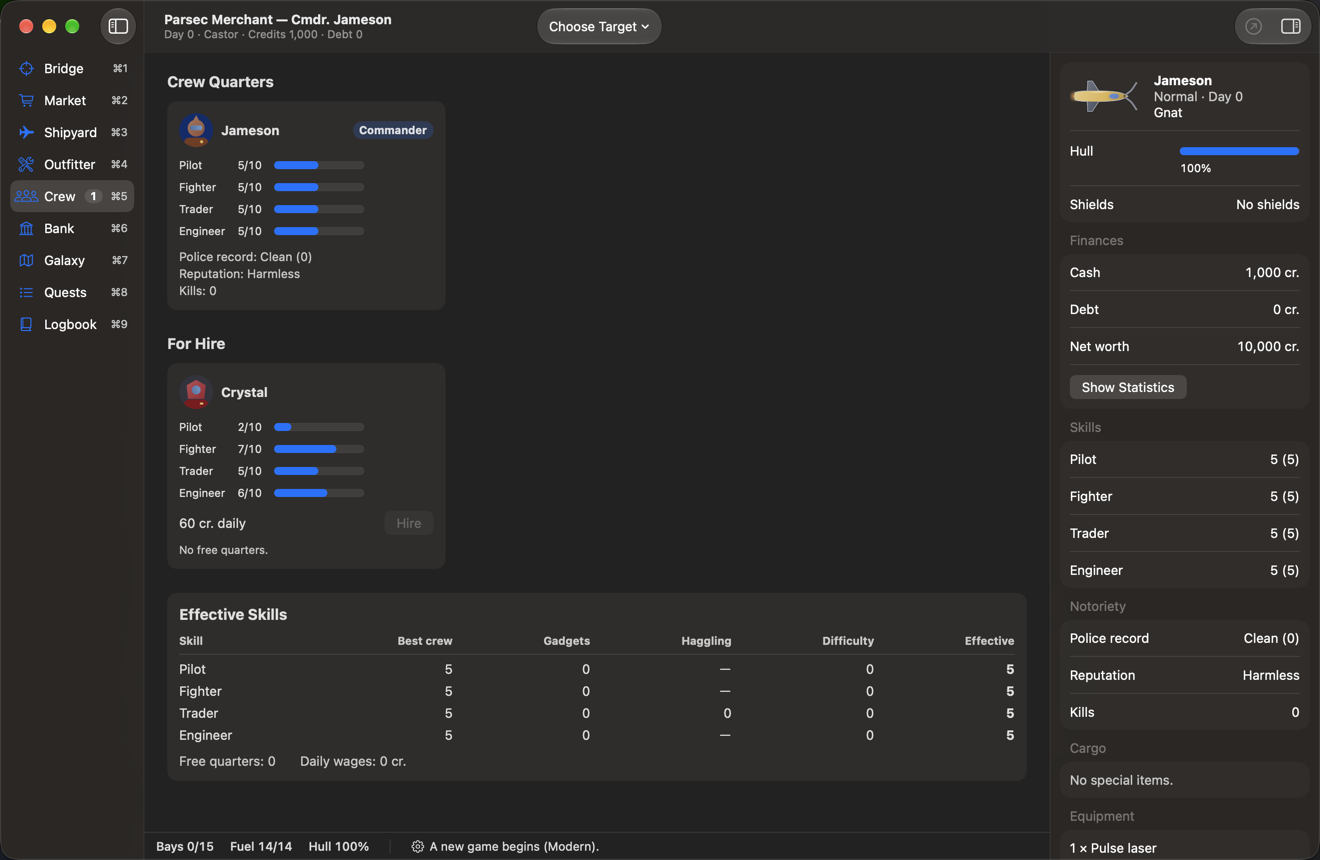 Parsec Merchant — Cmdr. Jameson
Day 0 · Castor · Credits 1,000 · Debt 0
Choose Target
Bridge ⌘1
Market ⌘2
Shipyard ⌘3
Outfitter ⌘4
Crew 1 ⌘5
Bank ⌘6
Galaxy ⌘7
Quests ⌘8
Logbook ⌘9
Crew Quarters
Jameson Commander
Pilot 5/10
Fighter 5/10
Trader 5/10
Engineer 5/10
Police record: Clean (0)
Reputation: Harmless
Kills: 0
For Hire
Crystal
Pilot 2/10
Fighter 7/10
Trader 5/10
Engineer 6/10
60 cr. daily Hire
No free quarters.
Effective Skills
Skill Best crew Gadgets Haggling Difficulty Effective
Pilot 5 0 — 0 5
Fighter 5 0 — 0 5
Trader 5 0 0 0 5
Engineer 5 0 — 0 5
Free quarters: 0 Daily wages: 0 cr.
Bays 0/15 Fuel 14/14 Hull 100% A new game begins (Modern).
Jameson
Normal · Day 0
Gnat
Hull
100%
Shields No shields
Finances
Cash 1,000 cr.
Debt 0 cr.
Net worth 10,000 cr.
Show Statistics
Skills
Pilot 5 (5)
Fighter 5 (5)
Trader 5 (5)
Engineer 5 (5)
Notoriety
Police record Clean (0)
Reputation Harmless
Kills 0
Cargo
No special items.
Equipment
1 × Pulse laser